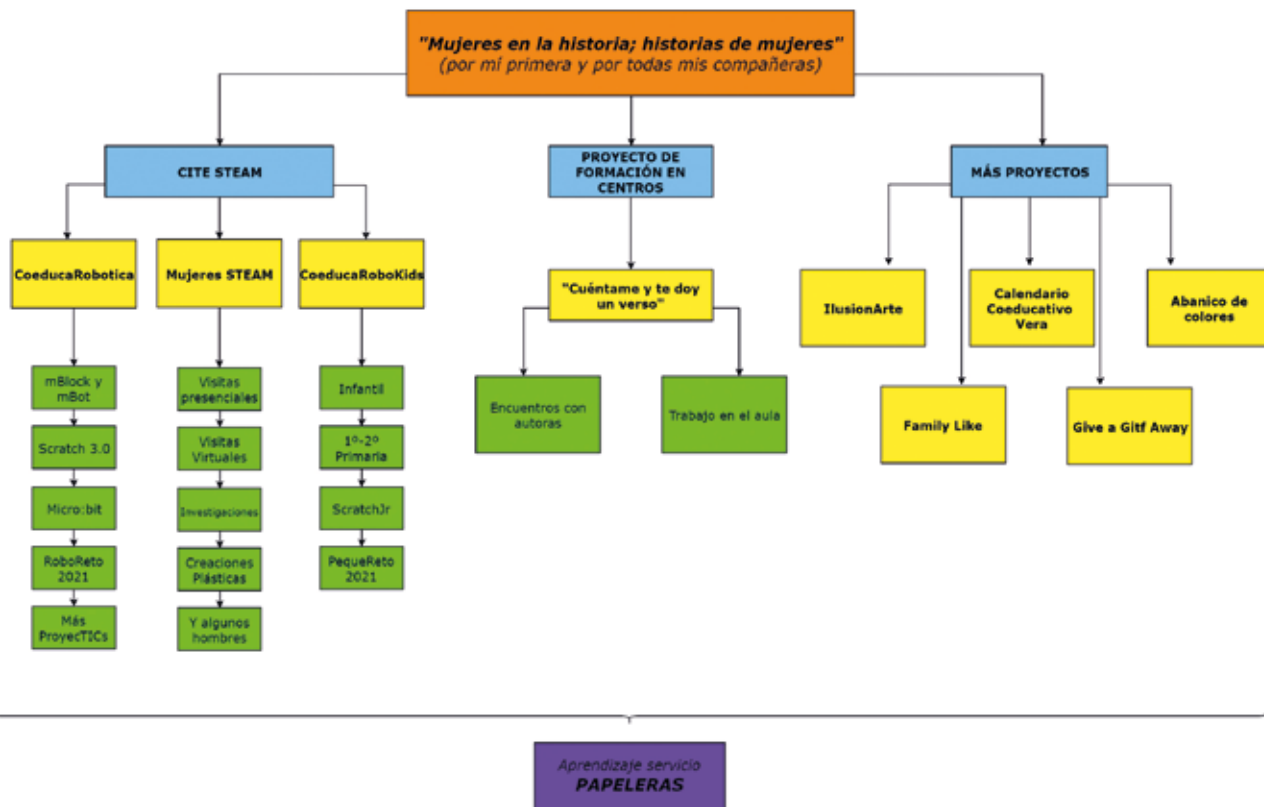 "Mujeres en la historia; historias de mujeres"
(por mí primera y por todas mis compañeras)
CITE STEAM
PROYECTO DE
FORMACIÓN EN
CENTROS
MÁS PROYECTOS
CoeducaRobotica
Mujeres STEAM
CoeducaRoboKids
"Cuéntame y te doy
un verso"
IlusionArte
Calendario
Coeducativo
Vera
Abanico de
colores
Family Like
Give a Gitf Away
mBlock y
mBot
Scratch 3.0
Micro:bit
RoboReto
2021
Más
ProyecTICs
Visitas
presenciales
Visitas
Virtuales
Investigaciones
Creaciones
Plásticas
Y algunos
hombres
Infantil
1º-2º
Primaria
ScratchJr
PequeReto
2021
Encuentros con
autoras
Trabajo en el aula
Aprendizaje servicio
PAPELERAS